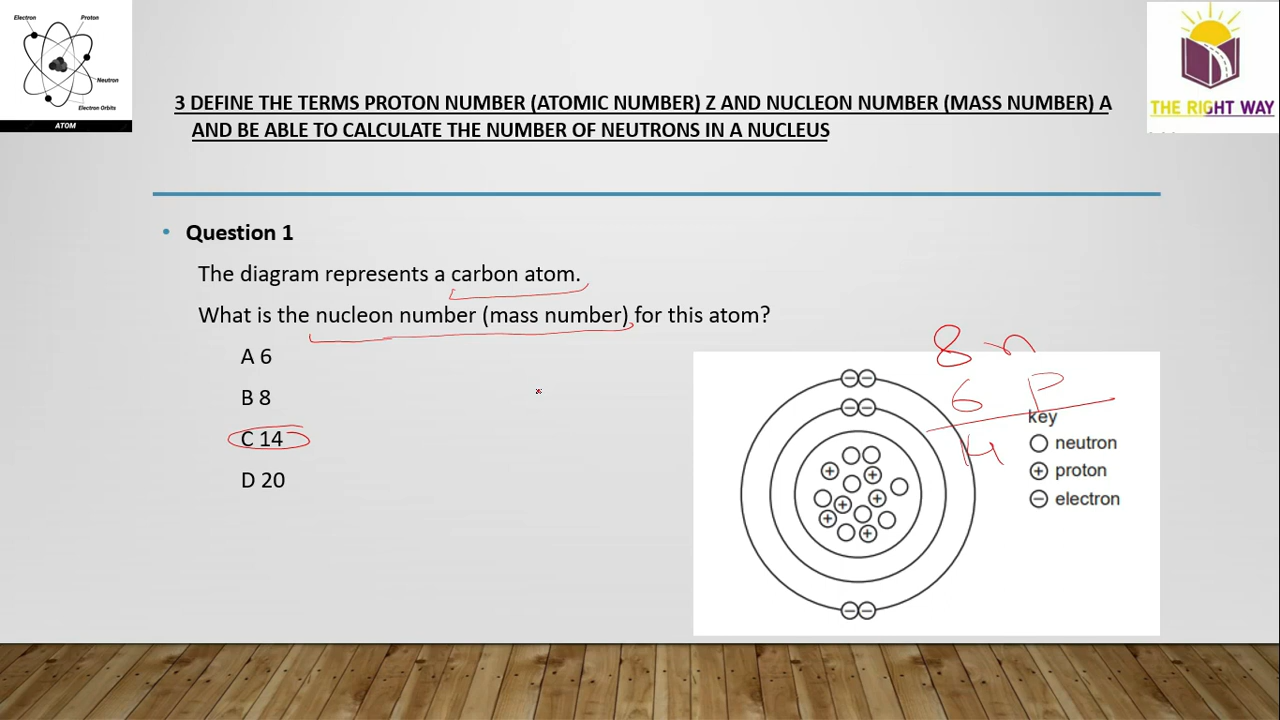 Electron
Proton
Neutron
Electron Orbits
ATOM
THE RIGHT WAY
3 DEFINE THE TERMS PROTON NUMBER (ATOMIC NUMBER) Z AND NUCLEON NUMBER (MASS NUMBER) A
AND BE ABLE TO CALCULATE THE NUMBER OF NEUTRONS IN A NUCLEUS
• Question 1
The diagram represents a carbon atom.
What is the nucleon number (mass number) for this atom?
A 6
B 8
C 14
D 20
8 n
6 P
14
key
neutron
proton
electron